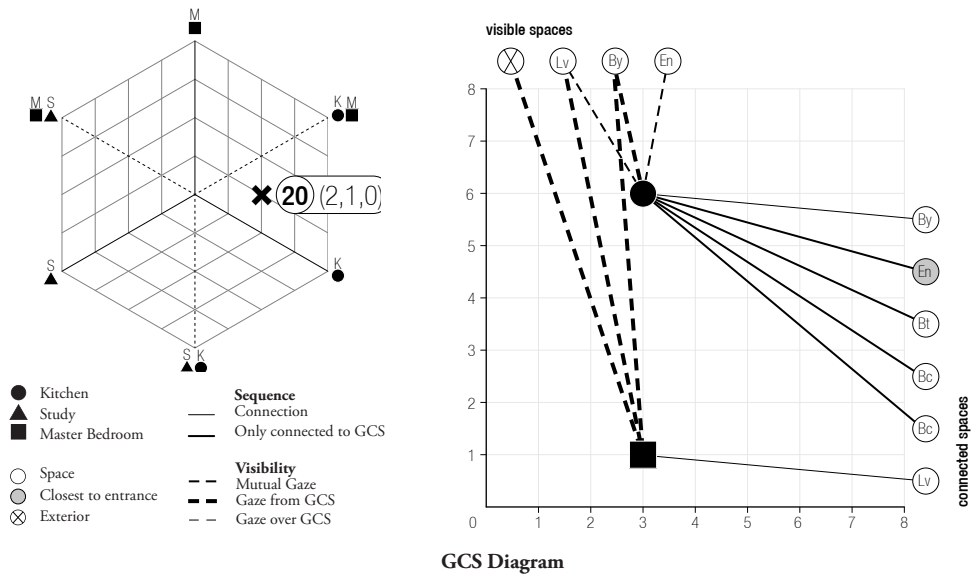 M
M S
K M
20 (2,1,0)
S
K
S K
Kitchen
Study
Master Bedroom
Space
Closest to entrance
Exterior
Sequence
Connection
Only connected to GCS
Visibility
Mutual Gaze
Gaze from GCS
Gaze over GCS
visible spaces
Lv By En
8
7
6
5
4
3
2
1
0 1 2 3 4 5 6 7 8
By
En
Bt
Bc
Bc
Lv
connected spaces
GCS Diagram